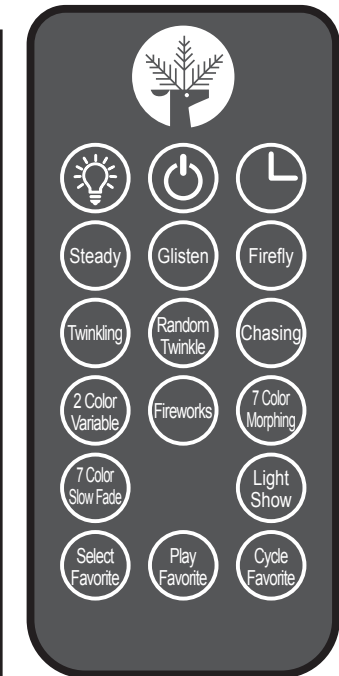 Steady
Glisten
Firefly
Twinkling
Random
Twinkle
Chasing
2 Color
Variable
Fireworks
7 Color
Morphing
7 Color
Slow Fade
Light
Show
Select
Favorite
Play
Favorite
Cycle
Favorite